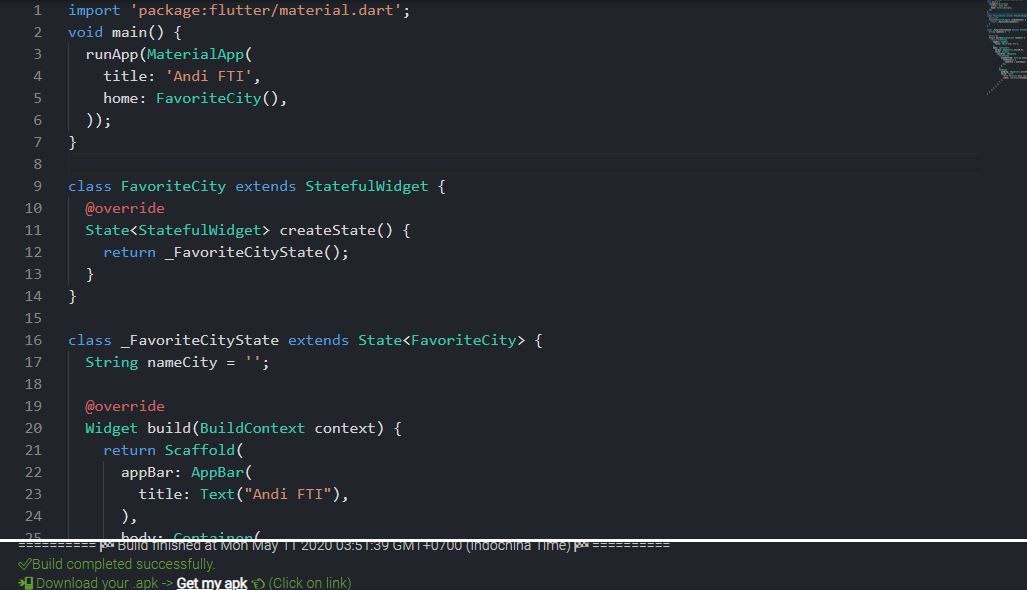 1 import 'package:flutter/material.dart';
2 void main() {
3 runApp(MaterialApp(
4 title: 'Andi FTI',
5 home: FavoriteCity(),
6 ));
7 }
8
9 class FavoriteCity extends StatefulWidget {
10 @override
11 State<StatefulWidget> createState() {
12 return _FavoriteCityState();
13 }
14 }
15
16 class _FavoriteCityState extends State<FavoriteCity> {
17 String nameCity = '';
18
19 @override
20 Widget build(BuildContext context) {
21 return Scaffold(
22 appBar: AppBar(
23 title: Text("Andi FTI"),
24 ),
25 body: Container(
========== 🏁 Build finished at Mon May 11 2020 03:51:39 GMT+0700 (Indochina Time) 🏁 ==========
✅Build completed successfully.
📲 Download your .apk -> Get my apk 👈 (Click on link)